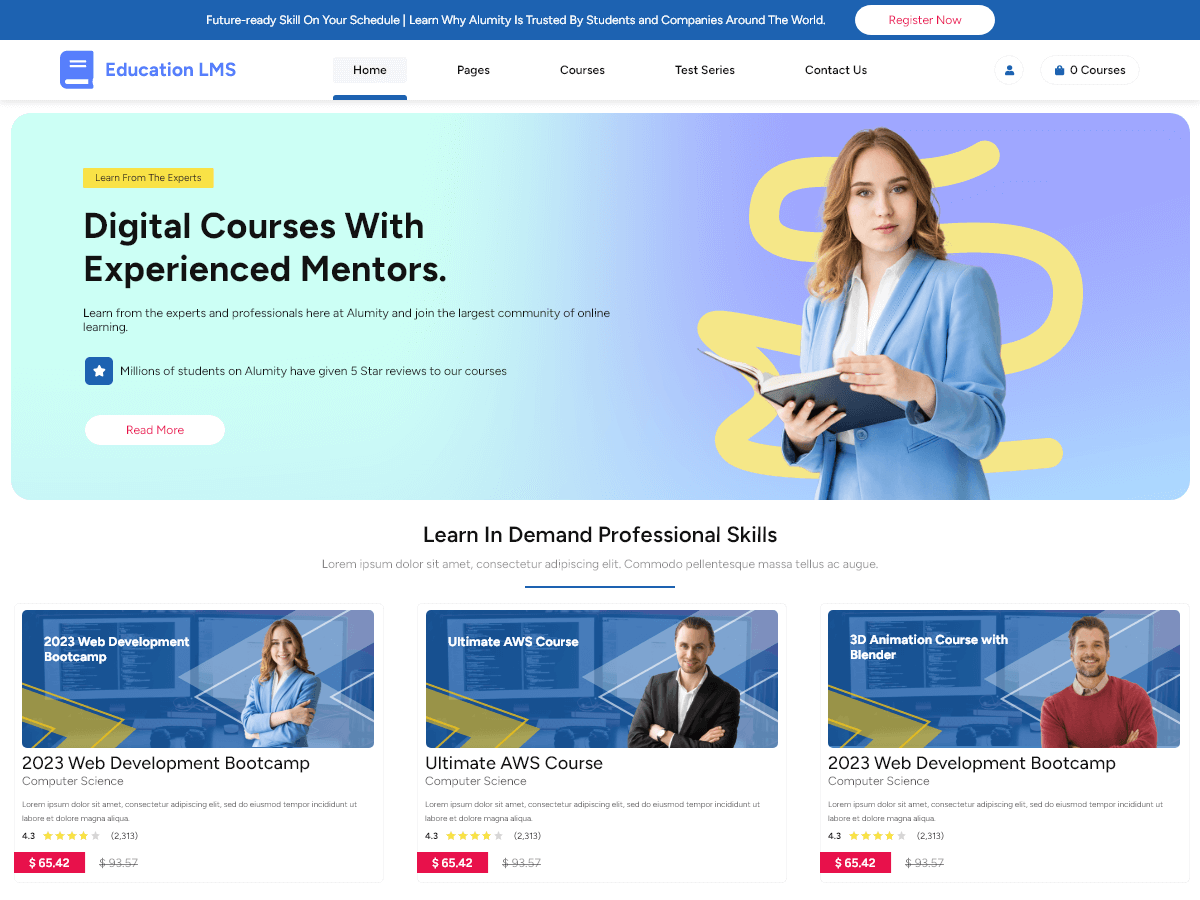 Future-ready Skill On Your Schedule | Learn Why Alumity Is Trusted By Students and Companies Around The World.
Register Now
Education LMS
Home
Pages
Courses
Test Series
Contact Us
0 Courses
Learn From The Experts
Digital Courses With
Experienced Mentors.
Learn from the experts and professionals here at Alumity and join the largest community of online
learning.
Millions of students on Alumity have given 5 Star reviews to our courses
Read More
Learn In Demand Professional Skills
Lorem ipsum dolor sit amet, consectetur adipiscing elit. Commodo pellentesque massa tellus ac augue.
2023 Web Development
Bootcamp
2023 Web Development Bootcamp
Computer Science
Lorem ipsum dolor sit amet, consectetur adipiscing elit, sed do eiusmod tempor incididunt ut
labore et dolore magna aliqua.
4.3 (2,313)
$ 65.42 $ 93.57
Ultimate AWS Course
Ultimate AWS Course
Computer Science
Lorem ipsum dolor sit amet, consectetur adipiscing elit, sed do eiusmod tempor incididunt ut
labore et dolore magna aliqua.
4.3 (2,313)
$ 65.42 $ 93.57
3D Animation Course with
Blender
2023 Web Development Bootcamp
Computer Science
Lorem ipsum dolor sit amet, consectetur adipiscing elit, sed do eiusmod tempor incididunt ut
labore et dolore magna aliqua.
4.3 (2,313)
$ 65.42 $ 93.57